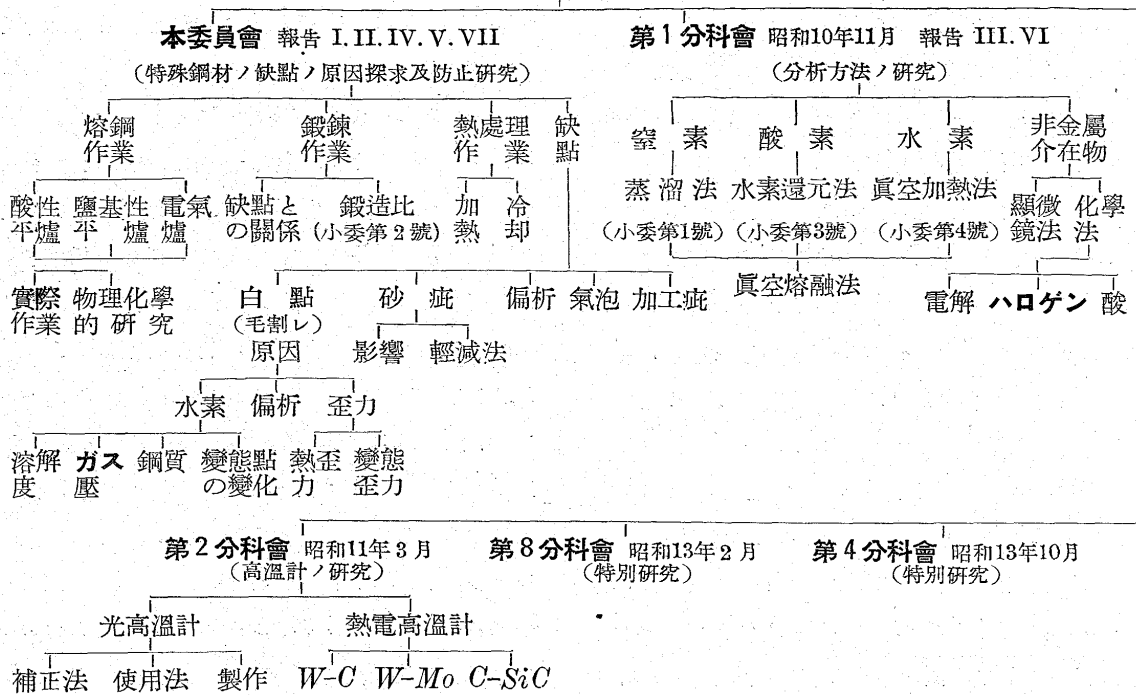 本委員會 報告 I.II.IV.V.VII
(特殊鋼材ノ缺點ノ原因探求及防止硏究)
熔鋼作業
鍛鍊作業
熱處理作業
缺點
酸性平爐
鹽基性平爐
電氣爐
缺點との關係
鍛造比
(小委第2號)
加熱
冷却
實際作業
物理化學的硏究
白點
(毛割レ)
原因
砂疵
偏析
氣泡
加工疵
影響
輕減法
水素
偏析
歪力
溶解度
ガス壓
鋼質
變態點の變化
熱歪力
變態歪力
第1分科會 昭和10年11月 報告 III.VI
(分析方法ノ硏究)
窒素
酸素
水素
非金屬介在物
蒸溜法
(小委第1號)
水素還元法
(小委第3號)
眞空加熱法
(小委第4號)
顯微鏡法
化學法
眞空熔融法
電解
ハロゲン
酸
第2分科會 昭和11年3月
(高溫計ノ硏究)
第8分科會 昭和13年2月
(特別硏究)
第4分科會 昭和13年10月
(特別硏究)
光高溫計
熱電高溫計
補正法
使用法
製作
W-C
W-Mo
C-SiC